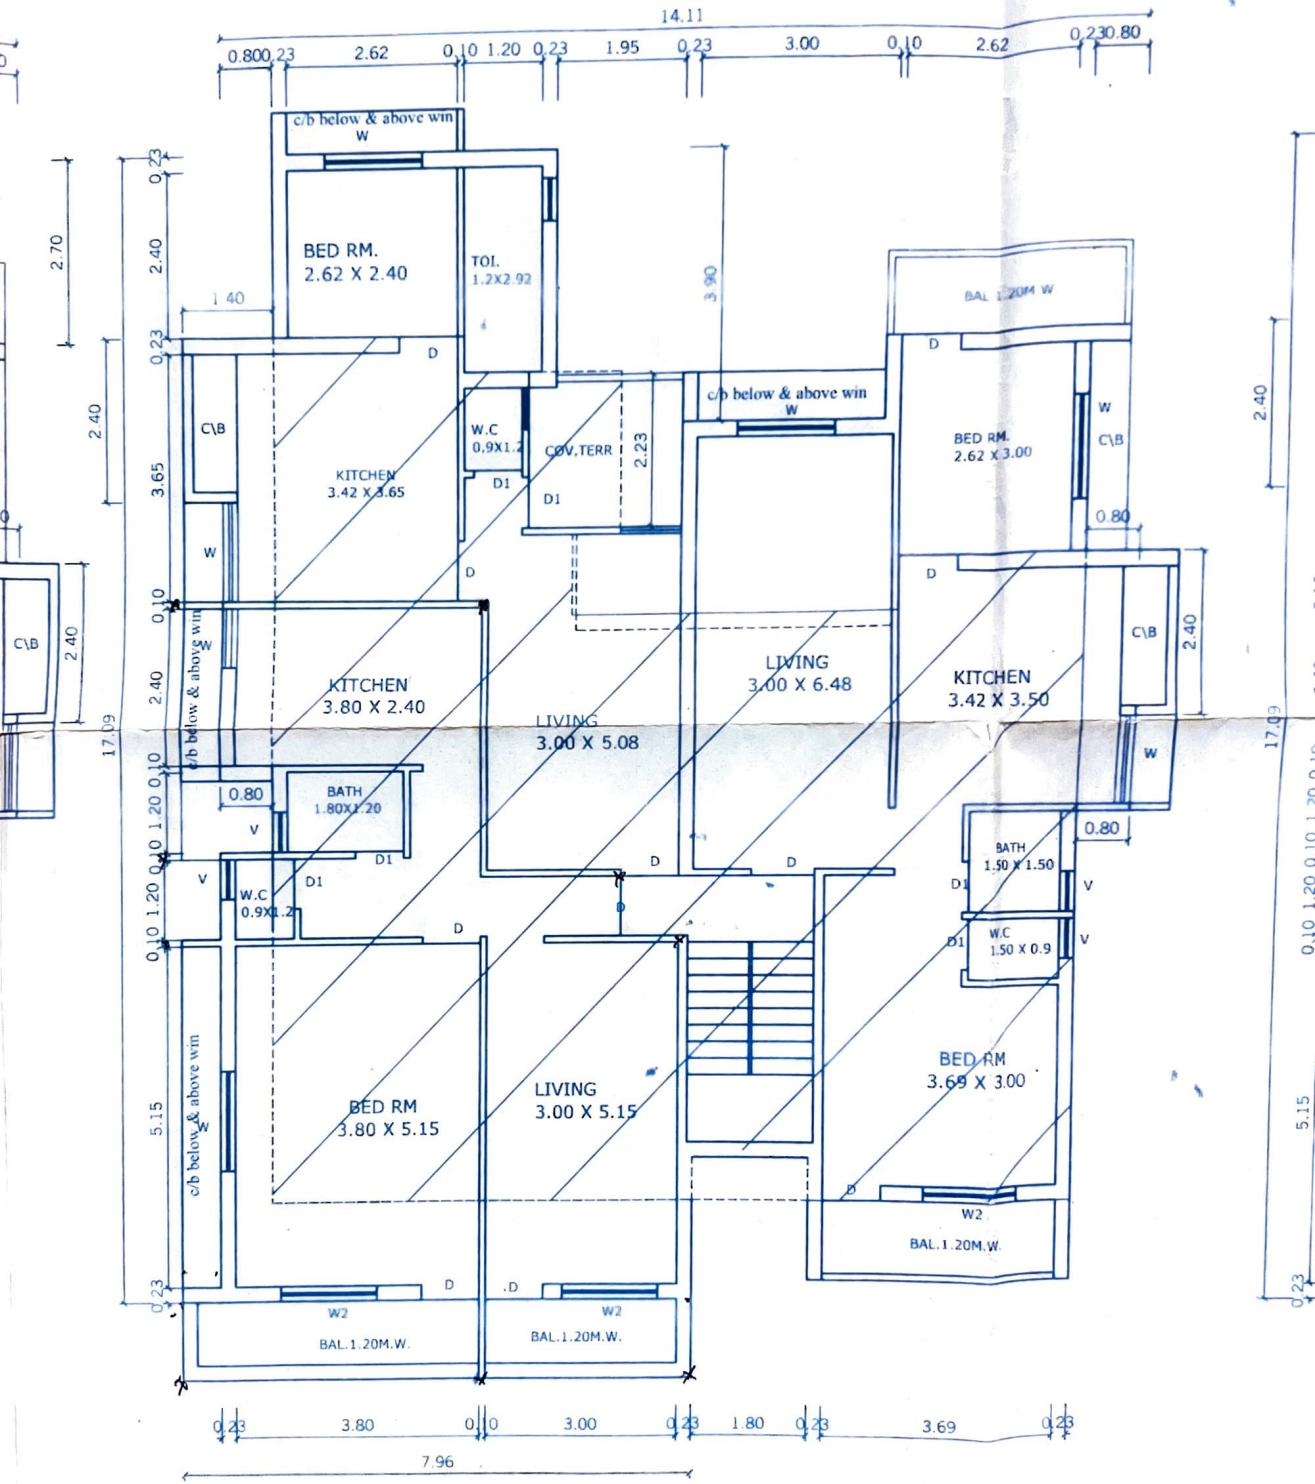 14.11
0.80 0.23 2.62 0.10 1.20 0.23 1.95 0.23 3.00 0.10 2.62 0.23 0.80
c/b below & above win
W
0.23
2.70
2.40
BED RM.
2.62 X 2.40
TOI.
1.2X2.92
3.90
BAL 1.20M W
1.40
0.23
D
D
2.40
C\B
3.65
KITCHEN
3.42 X 3.65
W.C
0.9X1.2
COV.TERR
2.23
D1
D1
c/b below & above win
W
BED RM.
2.62 X 3.00
W
C\B
2.40
0.80
W
D
D
0.10
C\B
2.40
c/b below & above win
W
2.40
KITCHEN
3.80 X 2.40
LIVING
3.00 X 5.08
LIVING
3.00 X 6.48
KITCHEN
3.42 X 3.50
C\B
2.40
W
17.09
17.09
0.10
0.80
BATH
1.80X1.20
1.20
V
D1
0.10
D
D
BATH
1.50 X 1.50
0.80
D1
V
V
W.C
0.9X1.2
D1
1.20
D
D
0.10
D1
W.C
1.50 X 0.9
V
0.10 1.20 0.10 1.20 0.10
c/b below & above win
W
5.15
BED RM
3.80 X 5.15
LIVING
3.00 X 5.15
BED RM
3.69 X 3.00
5.15
D
W2
BAL.1.20M.W.
0.23
D
D
0.23
W2
BAL.1.20M.W.
W2
BAL.1.20M.W.
0.23 3.80 0.10 3.00 0.23 1.80 0.23 3.69 0.23
7.96